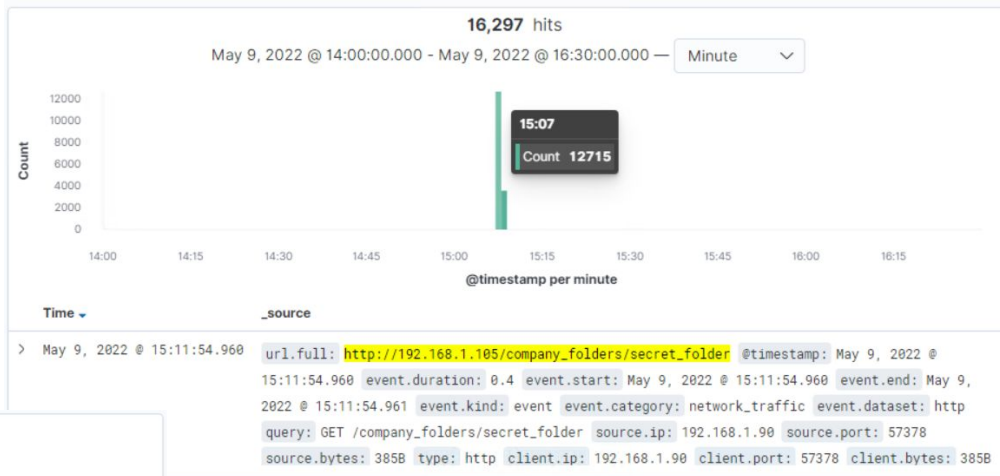 16,297 hits
May 9, 2022 @ 14:00:00.000 - May 9, 2022 @ 16:30:00.000 — Minute
12000
10000
8000
6000
4000
2000
0
Count
15:07
Count 12715
14:00 14:15 14:30 14:45 15:00 15:15 15:30 15:45 16:00 16:15
@timestamp per minute
Time _source
May 9, 2022 @ 15:11:54.960 url.full: http://192.168.1.105/company_folders/secret_folder @timestamp: May 9, 2022 @
15:11:54.960 event.duration: 0.4 event.start: May 9, 2022 @ 15:11:54.960 event.end: May 9,
2022 @ 15:11:54.961 event.kind: event event.category: network_traffic event.dataset: http
query: GET /company_folders/secret_folder source.ip: 192.168.1.90 source.port: 57378
source.bytes: 385B type: http client.ip: 192.168.1.90 client.port: 57378 client.bytes: 385B